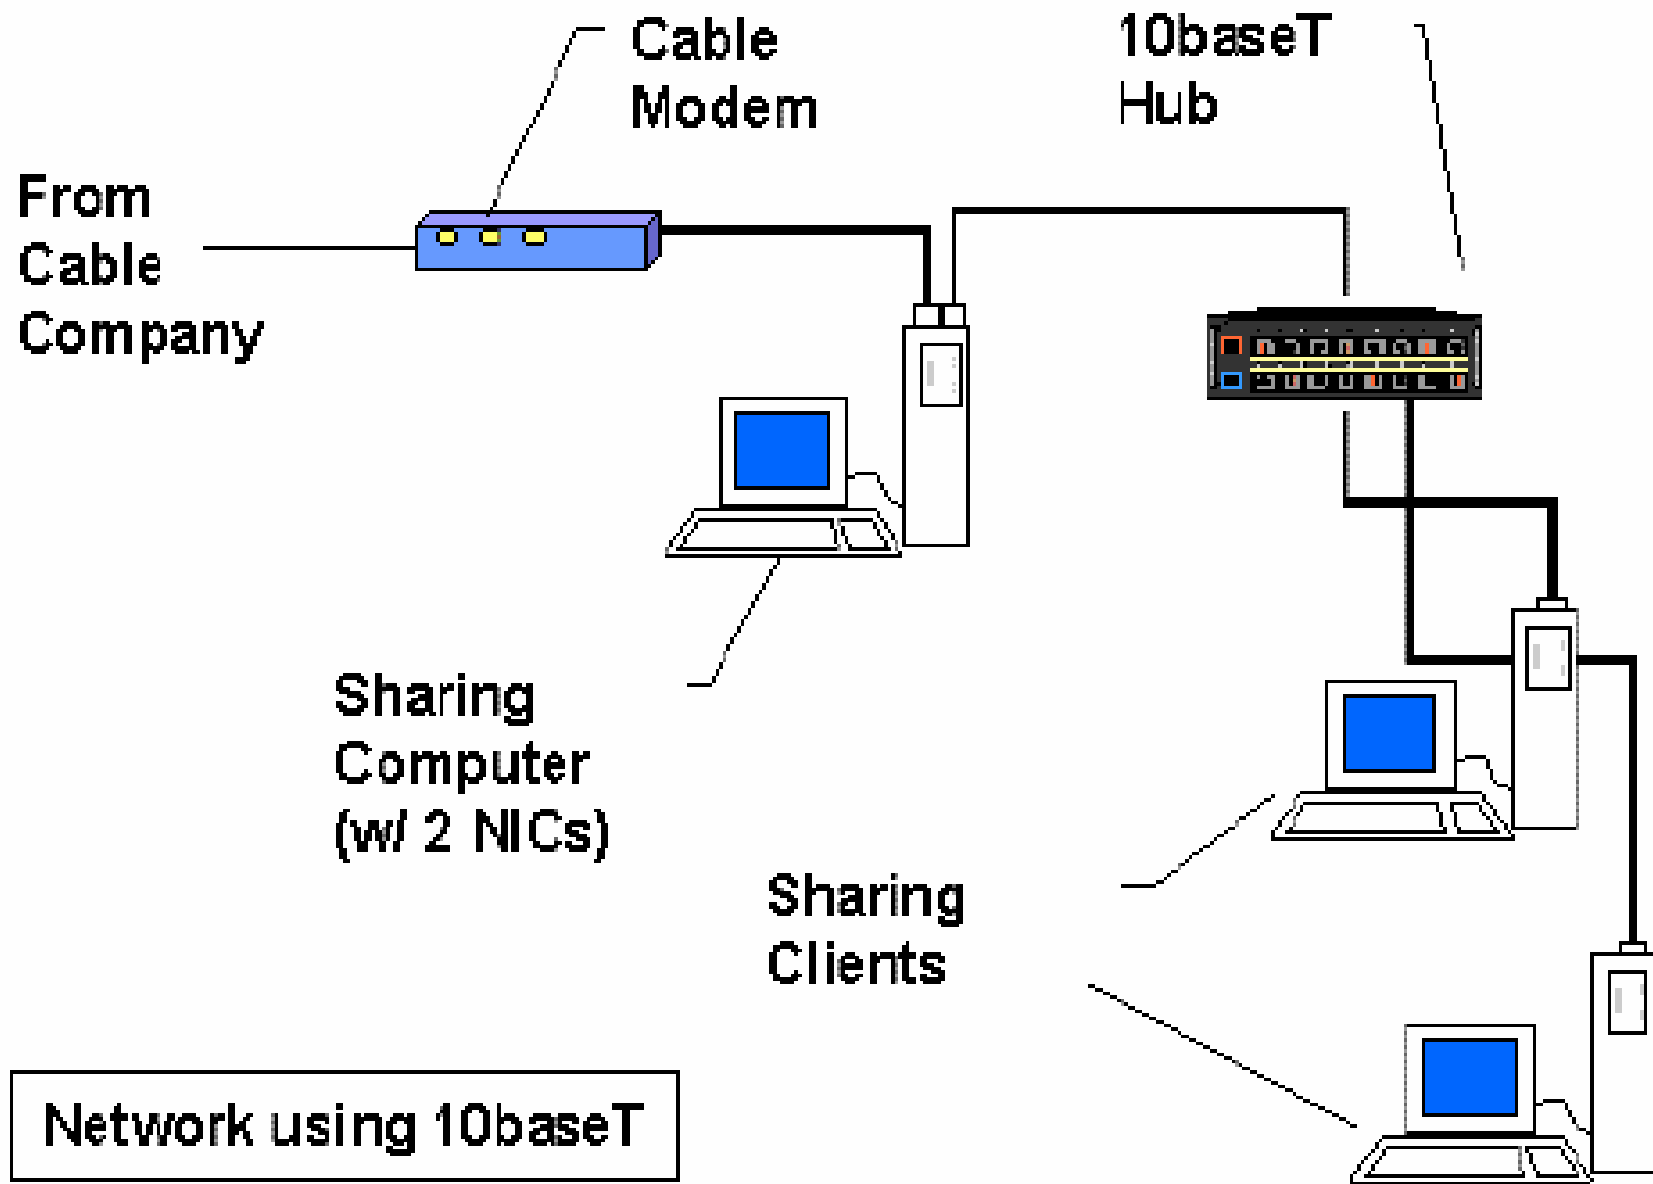 Cable
Modem
10baseT
Hub
From
Cable
Company
Sharing
Computer
(w/ 2 NICs)
Sharing
Clients
Network using 10baseT